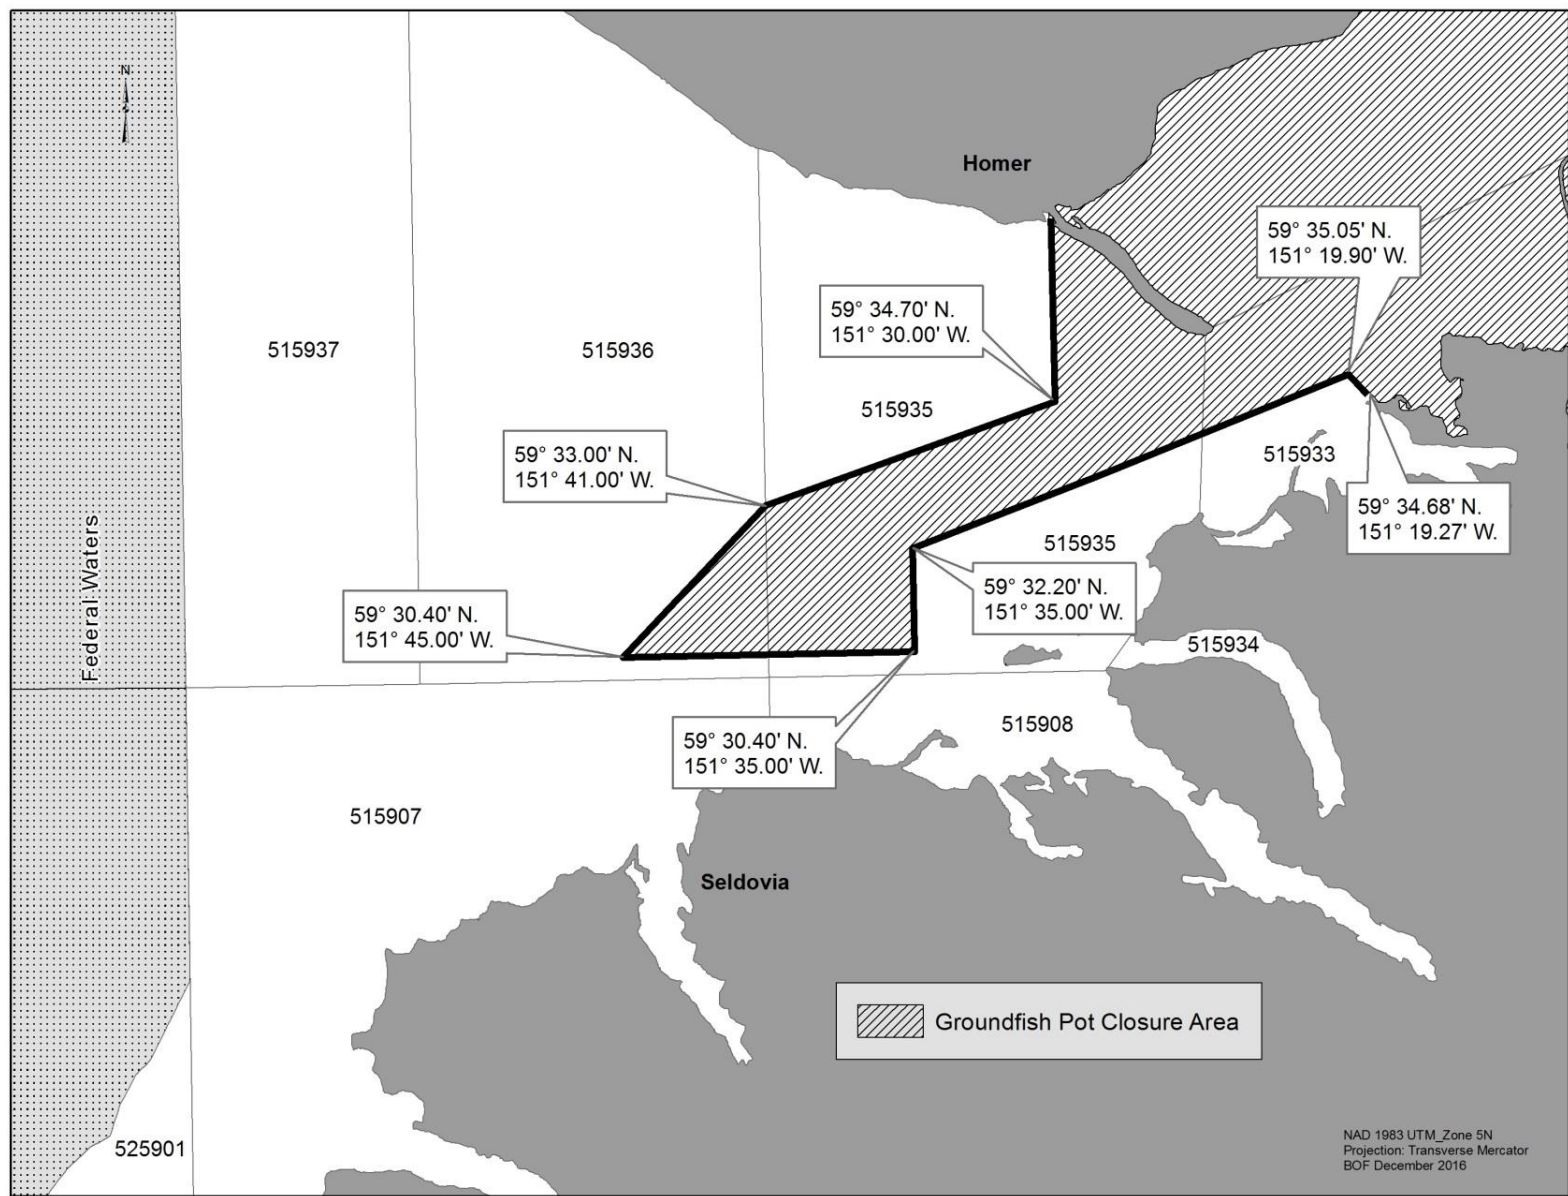 N
Homer
59° 35.05' N.
151° 19.90' W.
59° 34.70' N.
151° 30.00' W.
515937
515936
515935
59° 33.00' N.
151° 41.00' W.
515933
59° 34.68' N.
151° 19.27' W.
515935
Federal Waters
59° 32.20' N.
151° 35.00' W.
59° 30.40' N.
151° 45.00' W.
515934
59° 30.40' N.
151° 35.00' W.
515908
515907
Seldovia
Groundfish Pot Closure Area
525901
NAD 1983 UTM_Zone 5N
Projection: Transverse Mercator
BOF December 2016